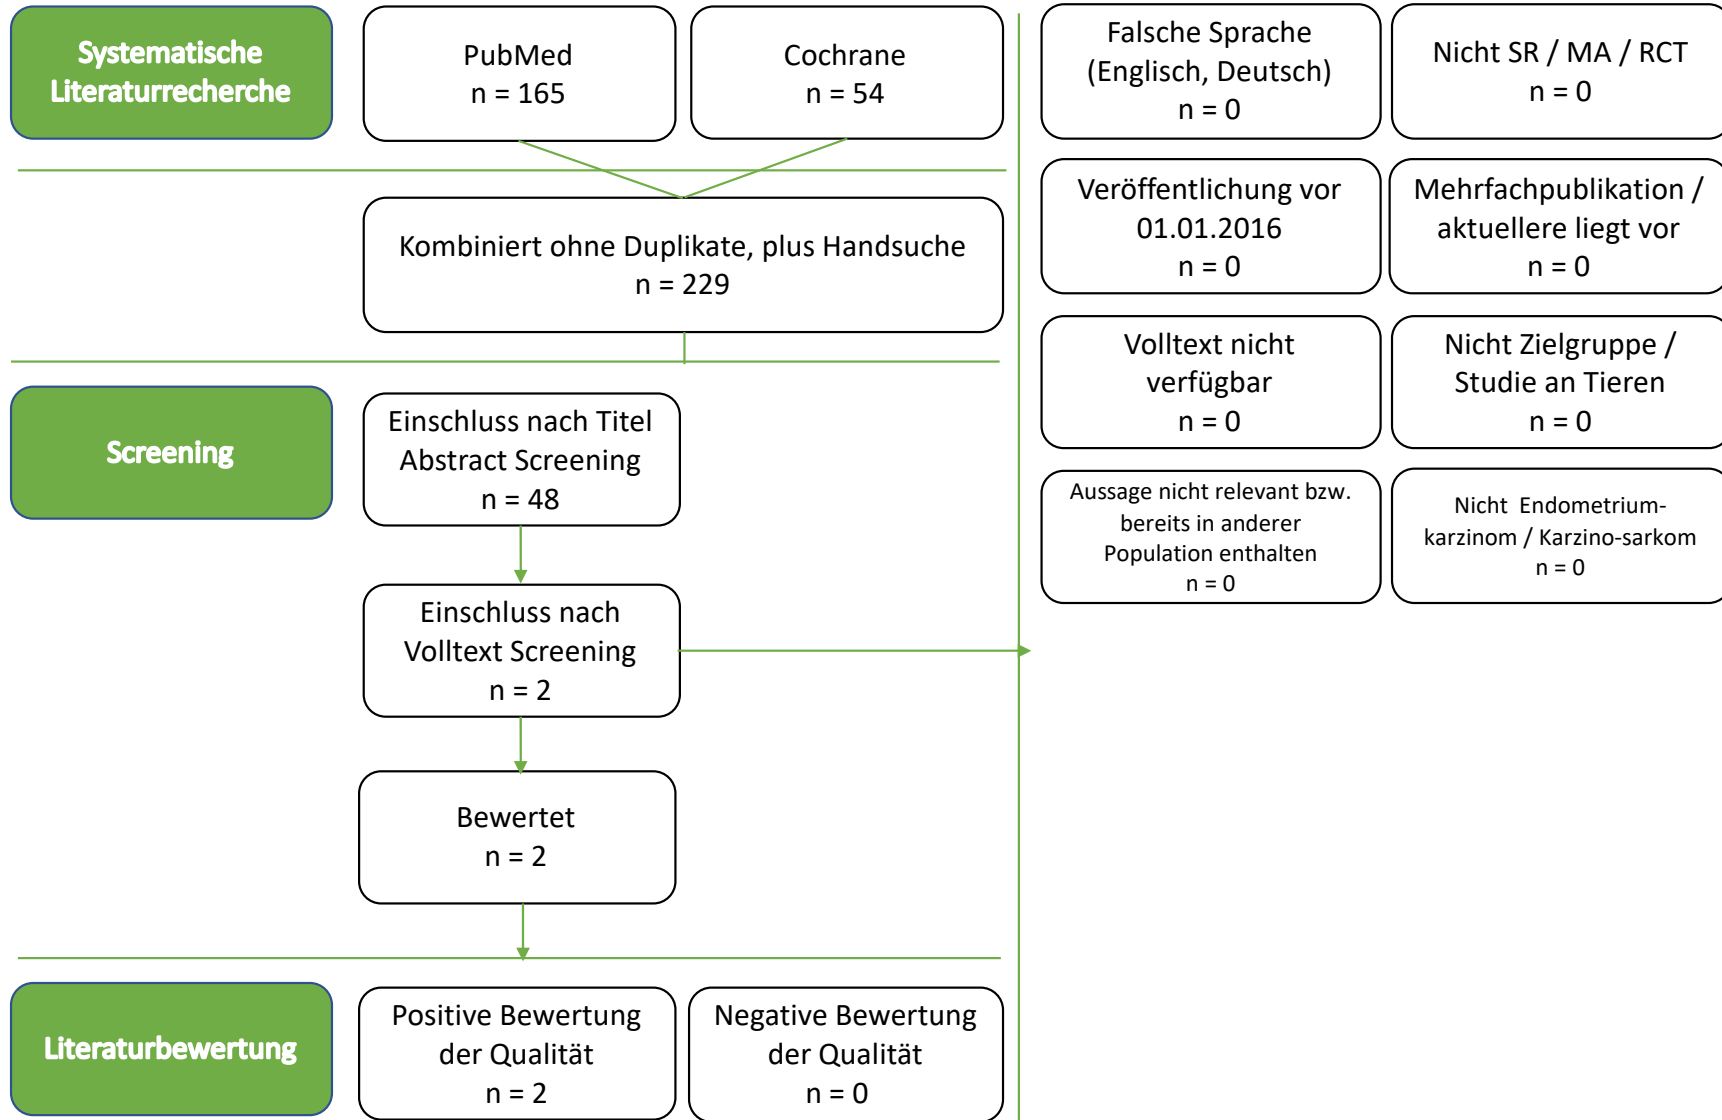 Systematische
Literaturrecherche
PubMed
n = 165
Cochrane
n = 54
Kombiniert ohne Duplikate, plus Handsuche
n = 229
Screening
Einschluss nach Titel
Abstract Screening
n = 48
Einschluss nach
Volltext Screening
n = 2
Bewertet
n = 2
Literaturbewertung
Positive Bewertung
der Qualität
n = 2
Negative Bewertung
der Qualität
n = 0
Falsche Sprache
(Englisch, Deutsch)
n = 0
Nicht SR / MA / RCT
n = 0
Veröffentlichung vor
01.01.2016
n = 0
Mehrfachpublikation /
aktuellere liegt vor
n = 0
Volltext nicht
verfügbar
n = 0
Nicht Zielgruppe /
Studie an Tieren
n = 0
Aussage nicht relevant bzw.
bereits in anderer
Population enthalten
n = 0
Nicht Endometrium-
karzinom / Karzino-sarkom
n = 0